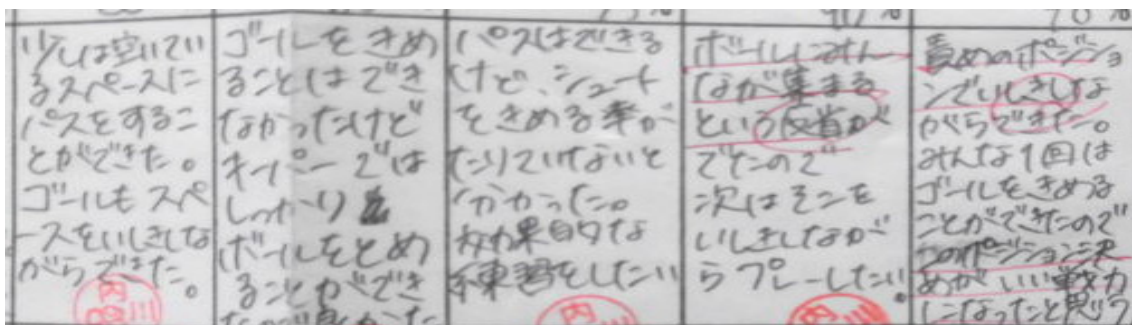 空いてい
るスペースに
パスをするこ
とができた。
ゴールもスペ
ースをいしきしな
がらできた。
ゴールをきめ
ることはでき
なかったけど
キーパーでは
しっかり
ボールをとめ
ることができ
パスはできる
けど、シュート
をきめる率が
たりていないと
分かった。
効果的な
練習をしたい
ボールにみん
なが集まる
という反省が
でたので
次はそこを
いしきしなが
らプレーしたい。
責めのポジショ
ンでいしきしな
がらできた。
みんな1回は
ゴールをきめる
ことができたので
ポジション決
めがいい戦力
になったと思う
70%